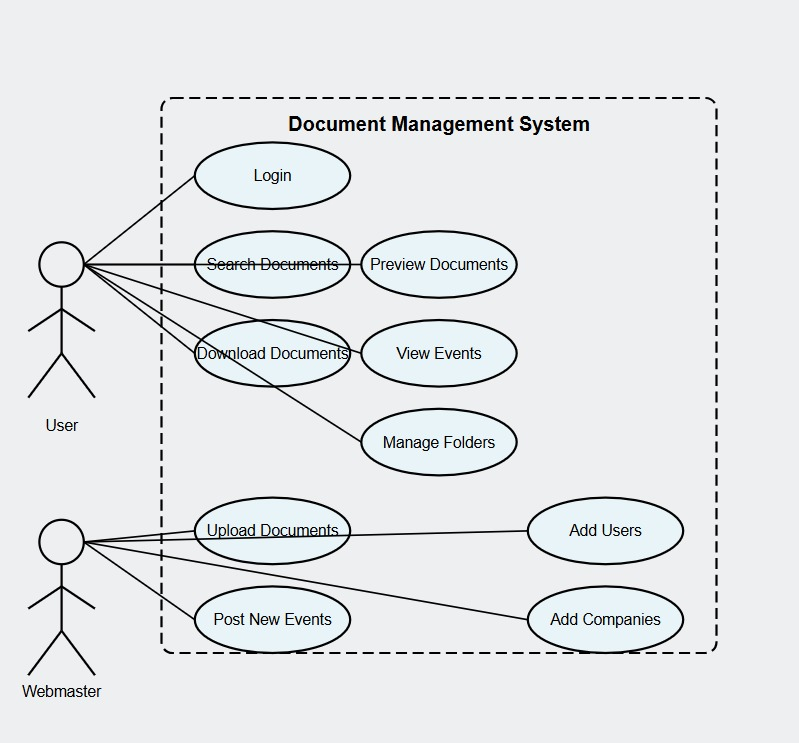 Document Management System
Login
Search Documents
Preview Documents
Download Documents
View Events
User
Manage Folders
Upload Documents
Add Users
Post New Events
Add Companies
Webmaster